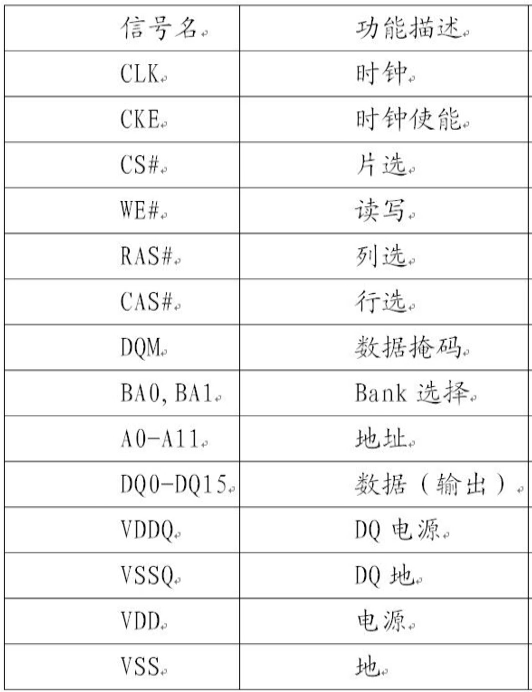 信号名 功能描述
CLK 时钟
CKE 时钟使能
CS# 片选
WE# 读写
RAS# 列选
CAS# 行选
DQM 数据掩码
BA0,BA1 Bank 选择
A0-A11 地址
DQ0-DQ15 数据（输出）
VDDQ DQ 电源
VSSQ DQ 地
VDD 电源
VSS 地